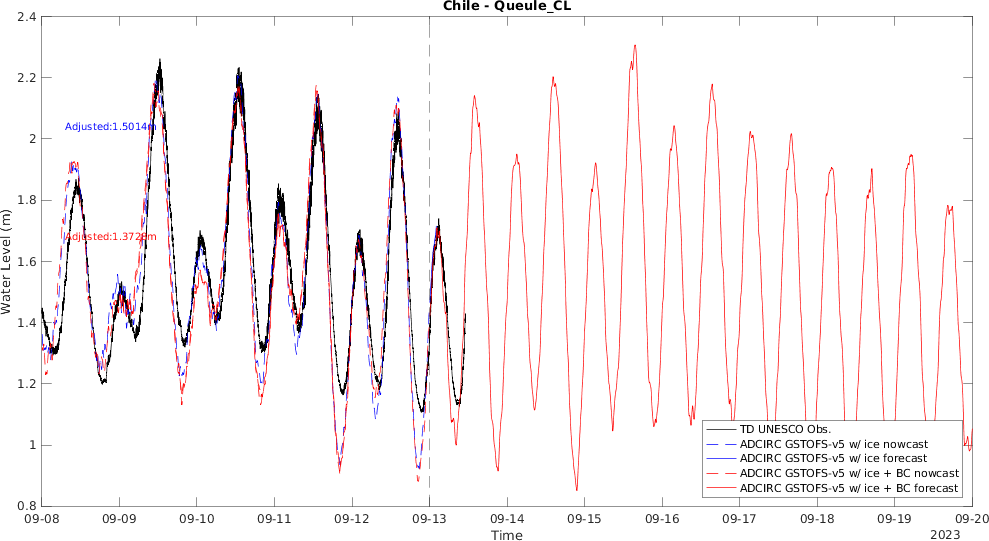 Chile - Queule_CL
Water Level (m)
2.4
2.2
2
1.8
1.6
1.4
1.2
1
0.8
Adjusted:1.5014m
Adjusted:1.3728m
TD UNESCO Obs.
ADCIRC GSTOFS-v5 w/ ice nowcast
ADCIRC GSTOFS-v5 w/ ice forecast
ADCIRC GSTOFS-v5 w/ ice + BC nowcast
ADCIRC GSTOFS-v5 w/ ice + BC forecast
09-08 09-09 09-10 09-11 09-12 09-13 09-14 09-15 09-16 09-17 09-18 09-19 09-20
Time
2023